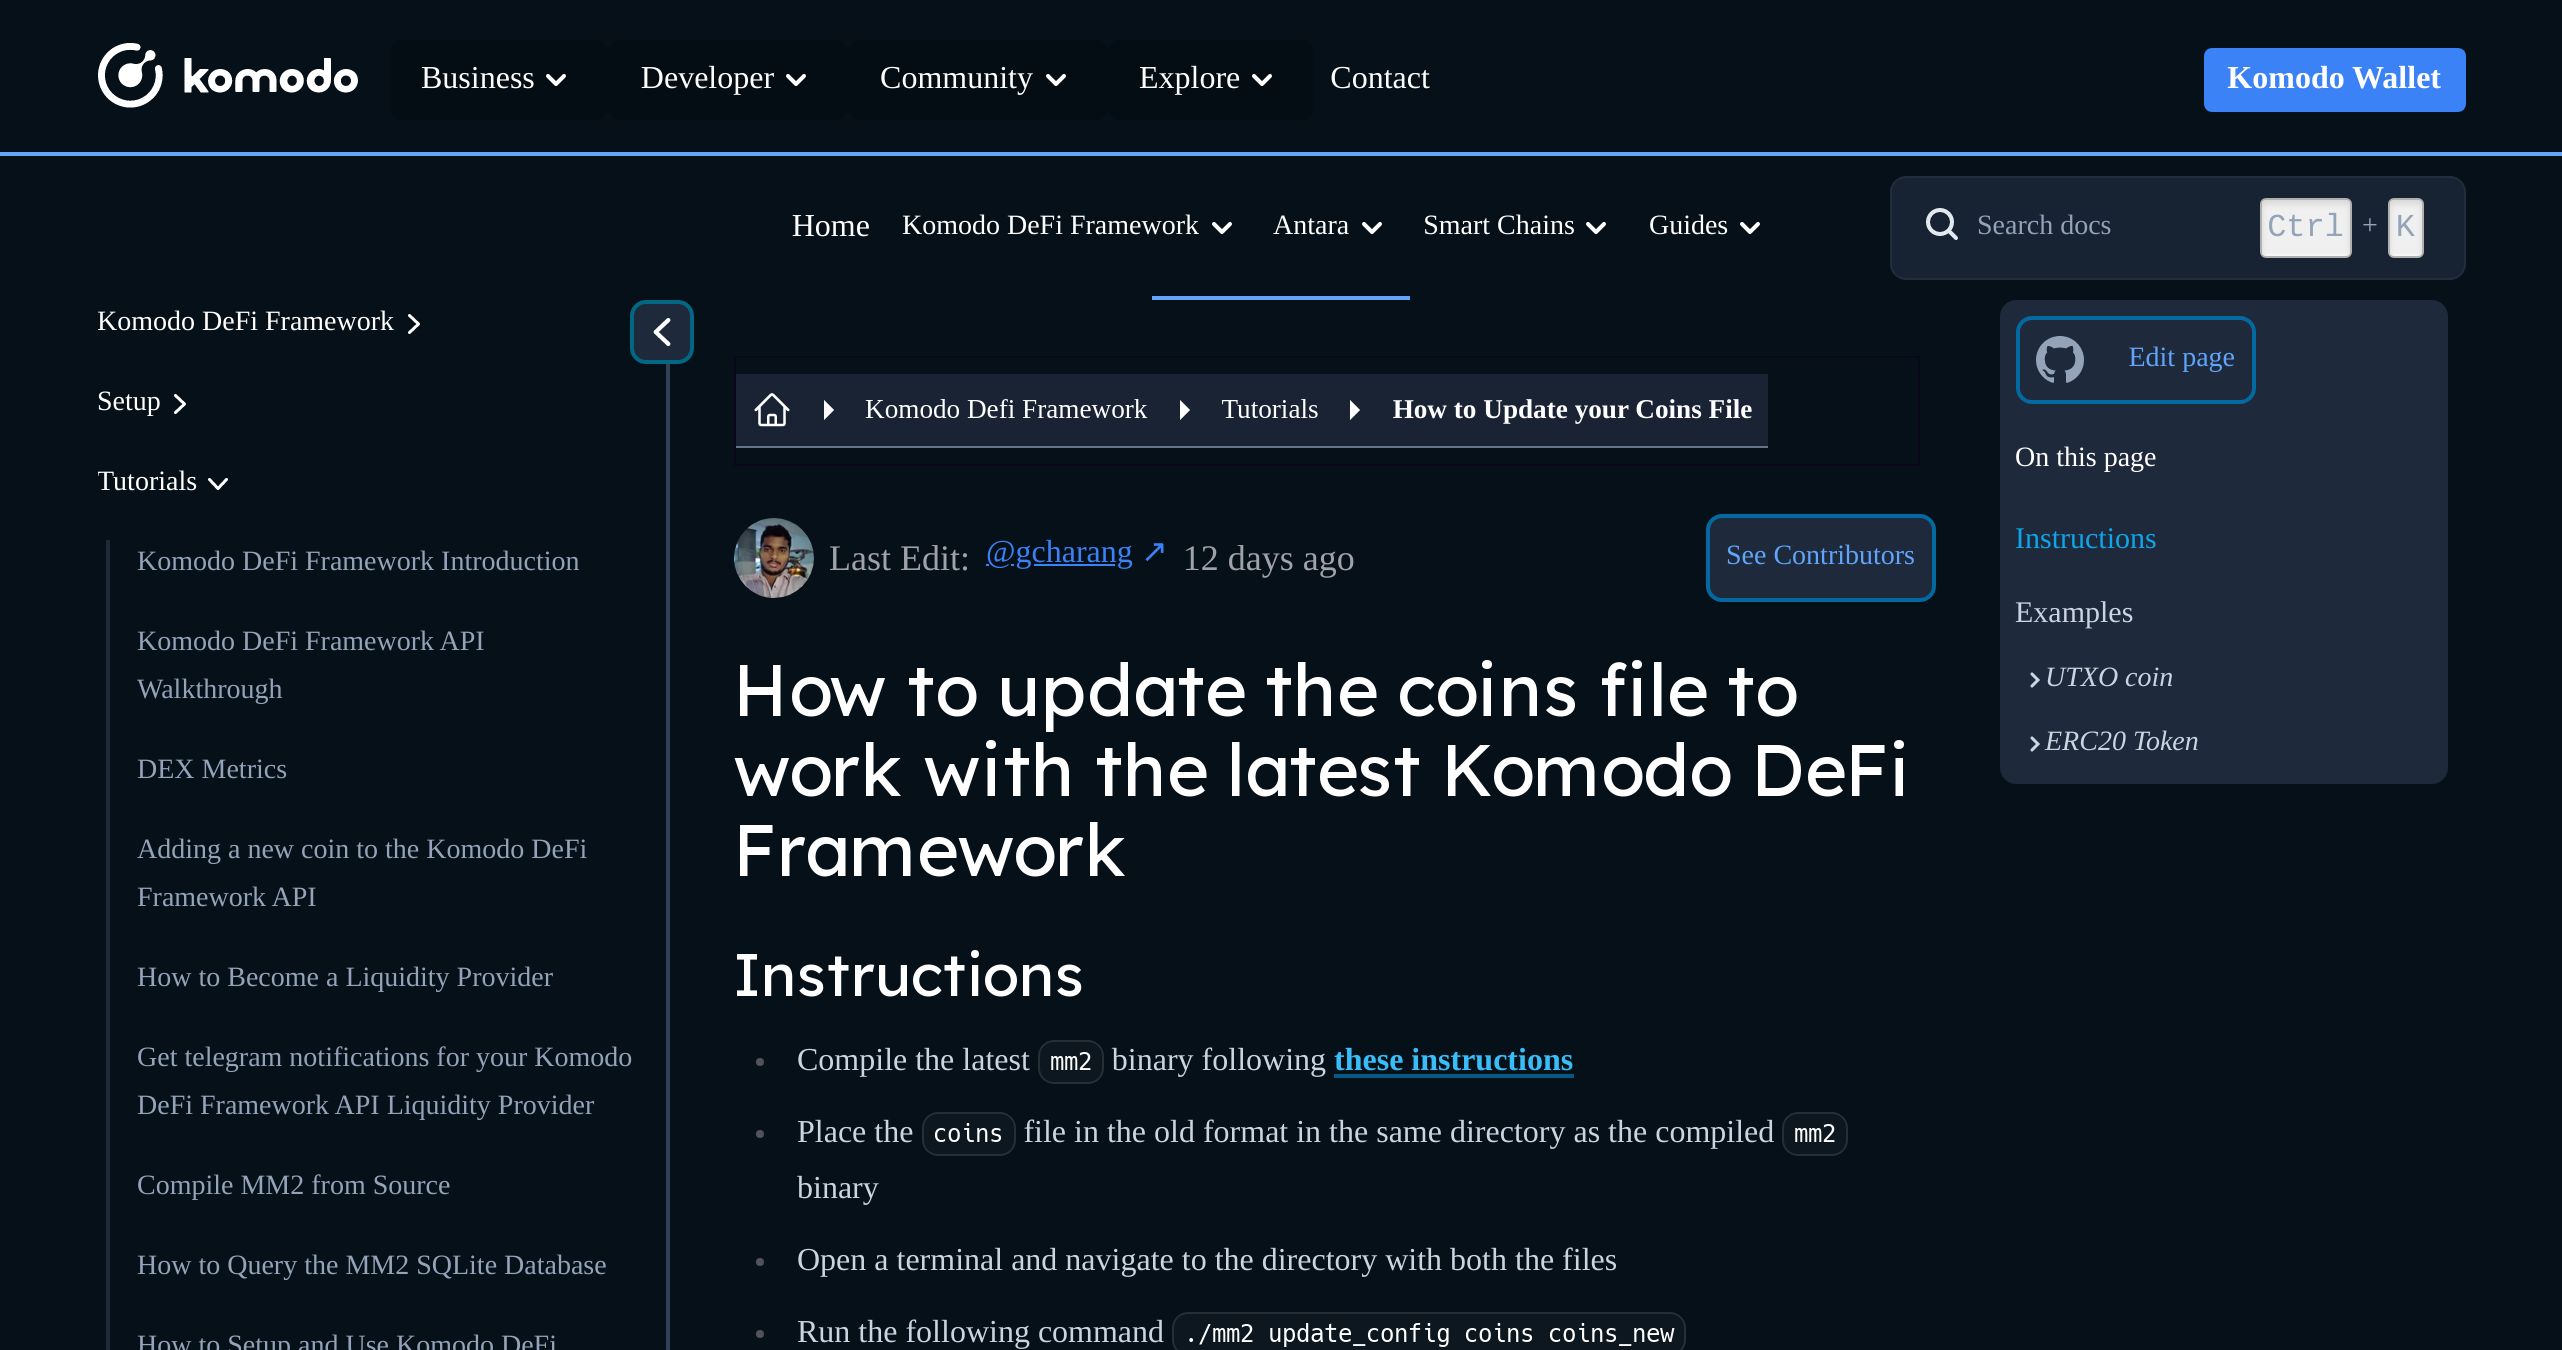 komodo Business Developer Community Explore Contact Komodo Wallet
Home Komodo DeFi Framework Antara Smart Chains Guides Search docs Ctrl + K
Komodo DeFi Framework
Setup
Tutorials
Komodo DeFi Framework Introduction
Komodo DeFi Framework API
Walkthrough
DEX Metrics
Adding a new coin to the Komodo DeFi
Framework API
How to Become a Liquidity Provider
Get telegram notifications for your Komodo
DeFi Framework API Liquidity Provider
Compile MM2 from Source
How to Query the MM2 SQLite Database
How to Setup and Use Komodo DeFi
Komodo Defi Framework Tutorials How to Update your Coins File
Last Edit: @gcharang ↗ 12 days ago See Contributors
How to update the coins file to
work with the latest Komodo DeFi
Framework
Instructions
Compile the latest mm2 binary following these instructions
Place the coins file in the old format in the same directory as the compiled mm2
binary
Open a terminal and navigate to the directory with both the files
Run the following command ./mm2 update_config coins coins_new
Edit page
On this page
Instructions
Examples
UTXO coin
ERC20 Token